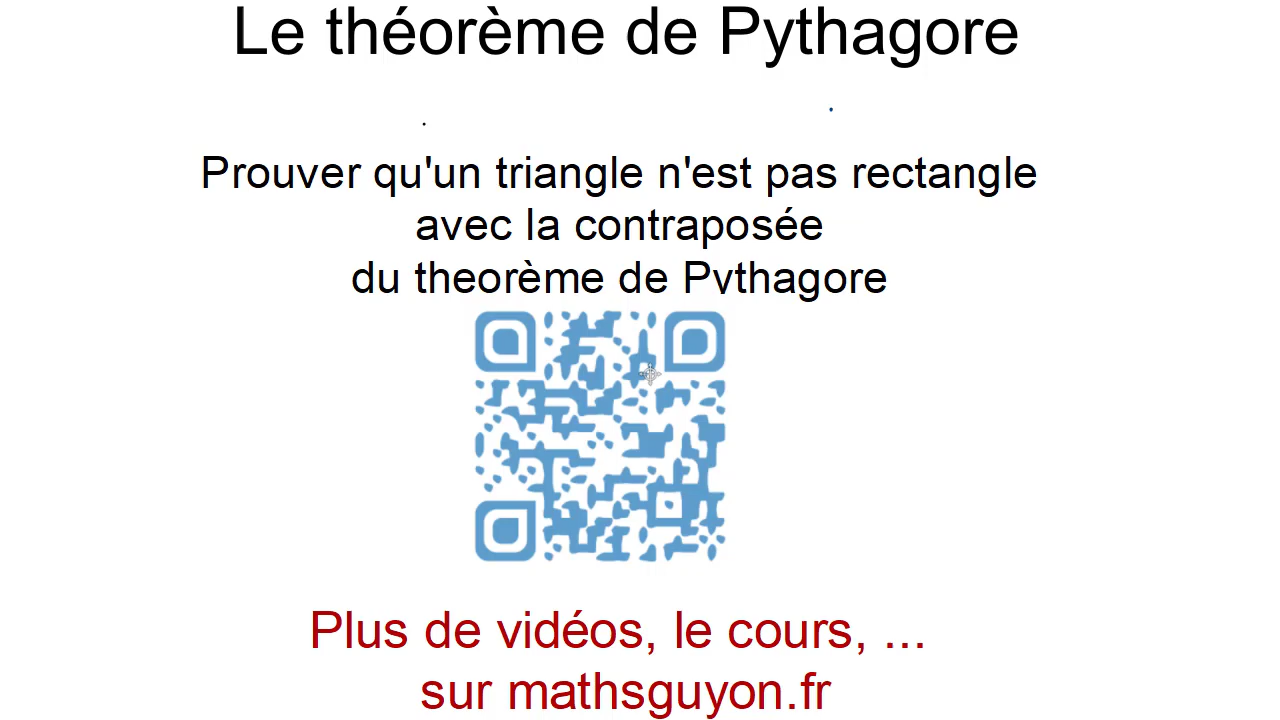 Le théorème de Pythagore
Prouver qu'un triangle n'est pas rectangle
avec la contraposée
du theorème de Pythagore
Plus de vidéos, le cours, ...
sur mathsguyon.fr